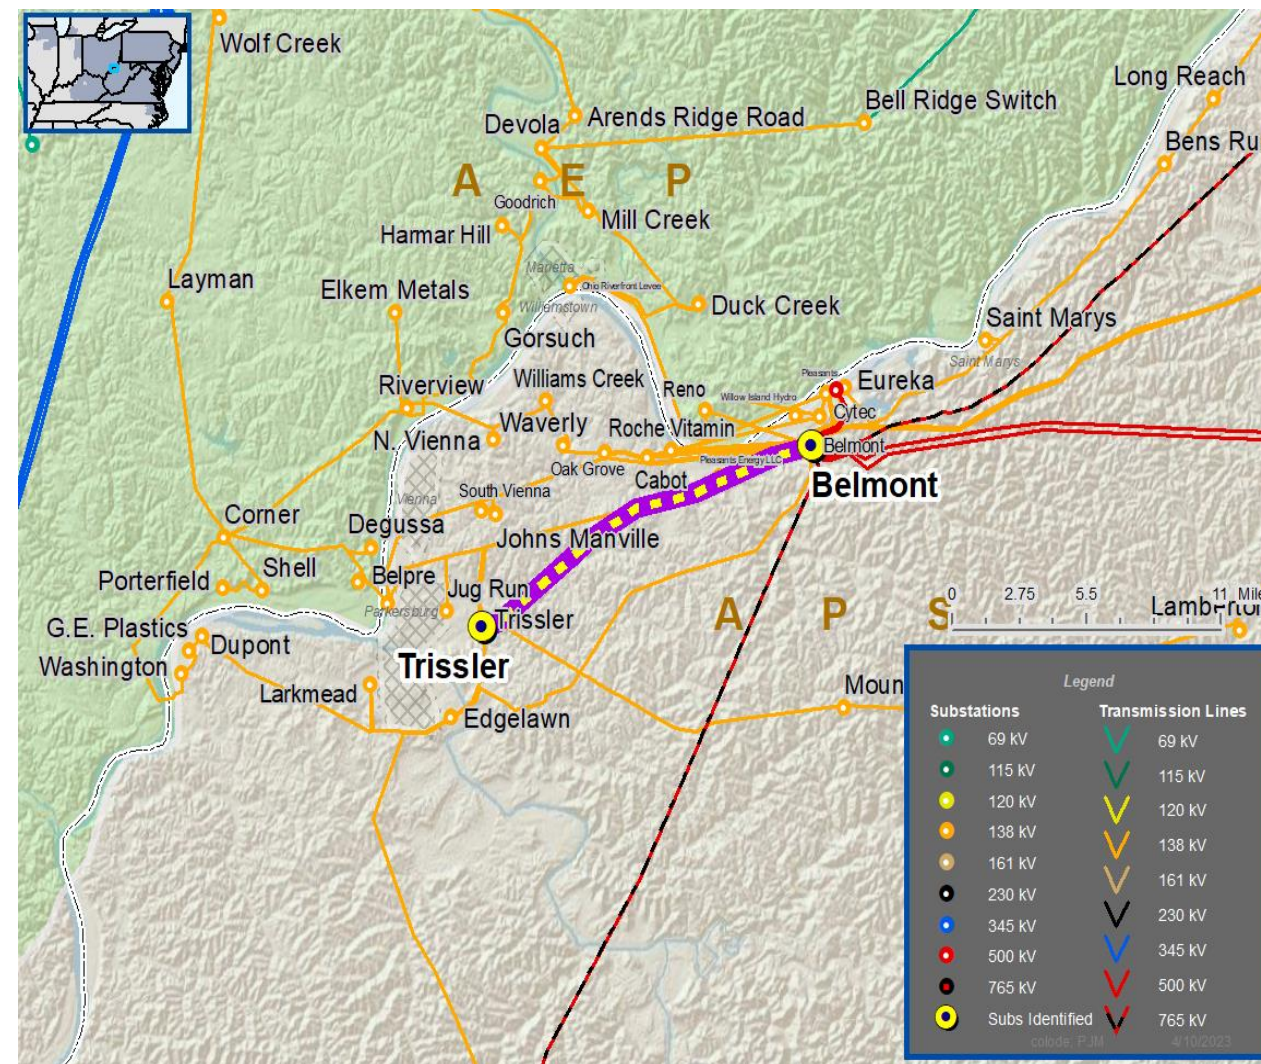 Wolf Creek
Long Reach
Bell Ridge Switch
Arends Ridge Road
Devola
Bens Ru
A E P
Goodrich
Mill Creek
Harmar Hill
Marietta
Layman
Elkem Metals
Ohio Riverfront Levee
Williamstown
Duck Creek
Saint Marys
Gorsuch
Saint Marys
Riverview
Williams Creek
Reno
Pleasants
Eureka
Willow Island Hydro
Cytec
N. Vienna
Waverly
Roche Vitamin
Belmont
Oak Grove
Pleasants Energy LLC
Cabot
Belmont
Vienna
South Vienna
Corner
Degussa
Johns Manville
Porterfield
Shell
Belpre
Jug Run
Parkersburg
Trissler
A P S
0 2.75 5.5 11 Mile
Lamberton
G.E. Plastics
Dupont
Washington
Trissler
Larkmead
Edgelawn
Moun
Legend
Substations Transmission Lines
69 kV 69 kV
115 kV 115 kV
120 kV 120 kV
138 kV 138 kV
161 kV 161 kV
230 kV 230 kV
345 kV 345 kV
500 kV 500 kV
765 kV 765 kV
Subs Identified
colode; PJM 4/10/2023